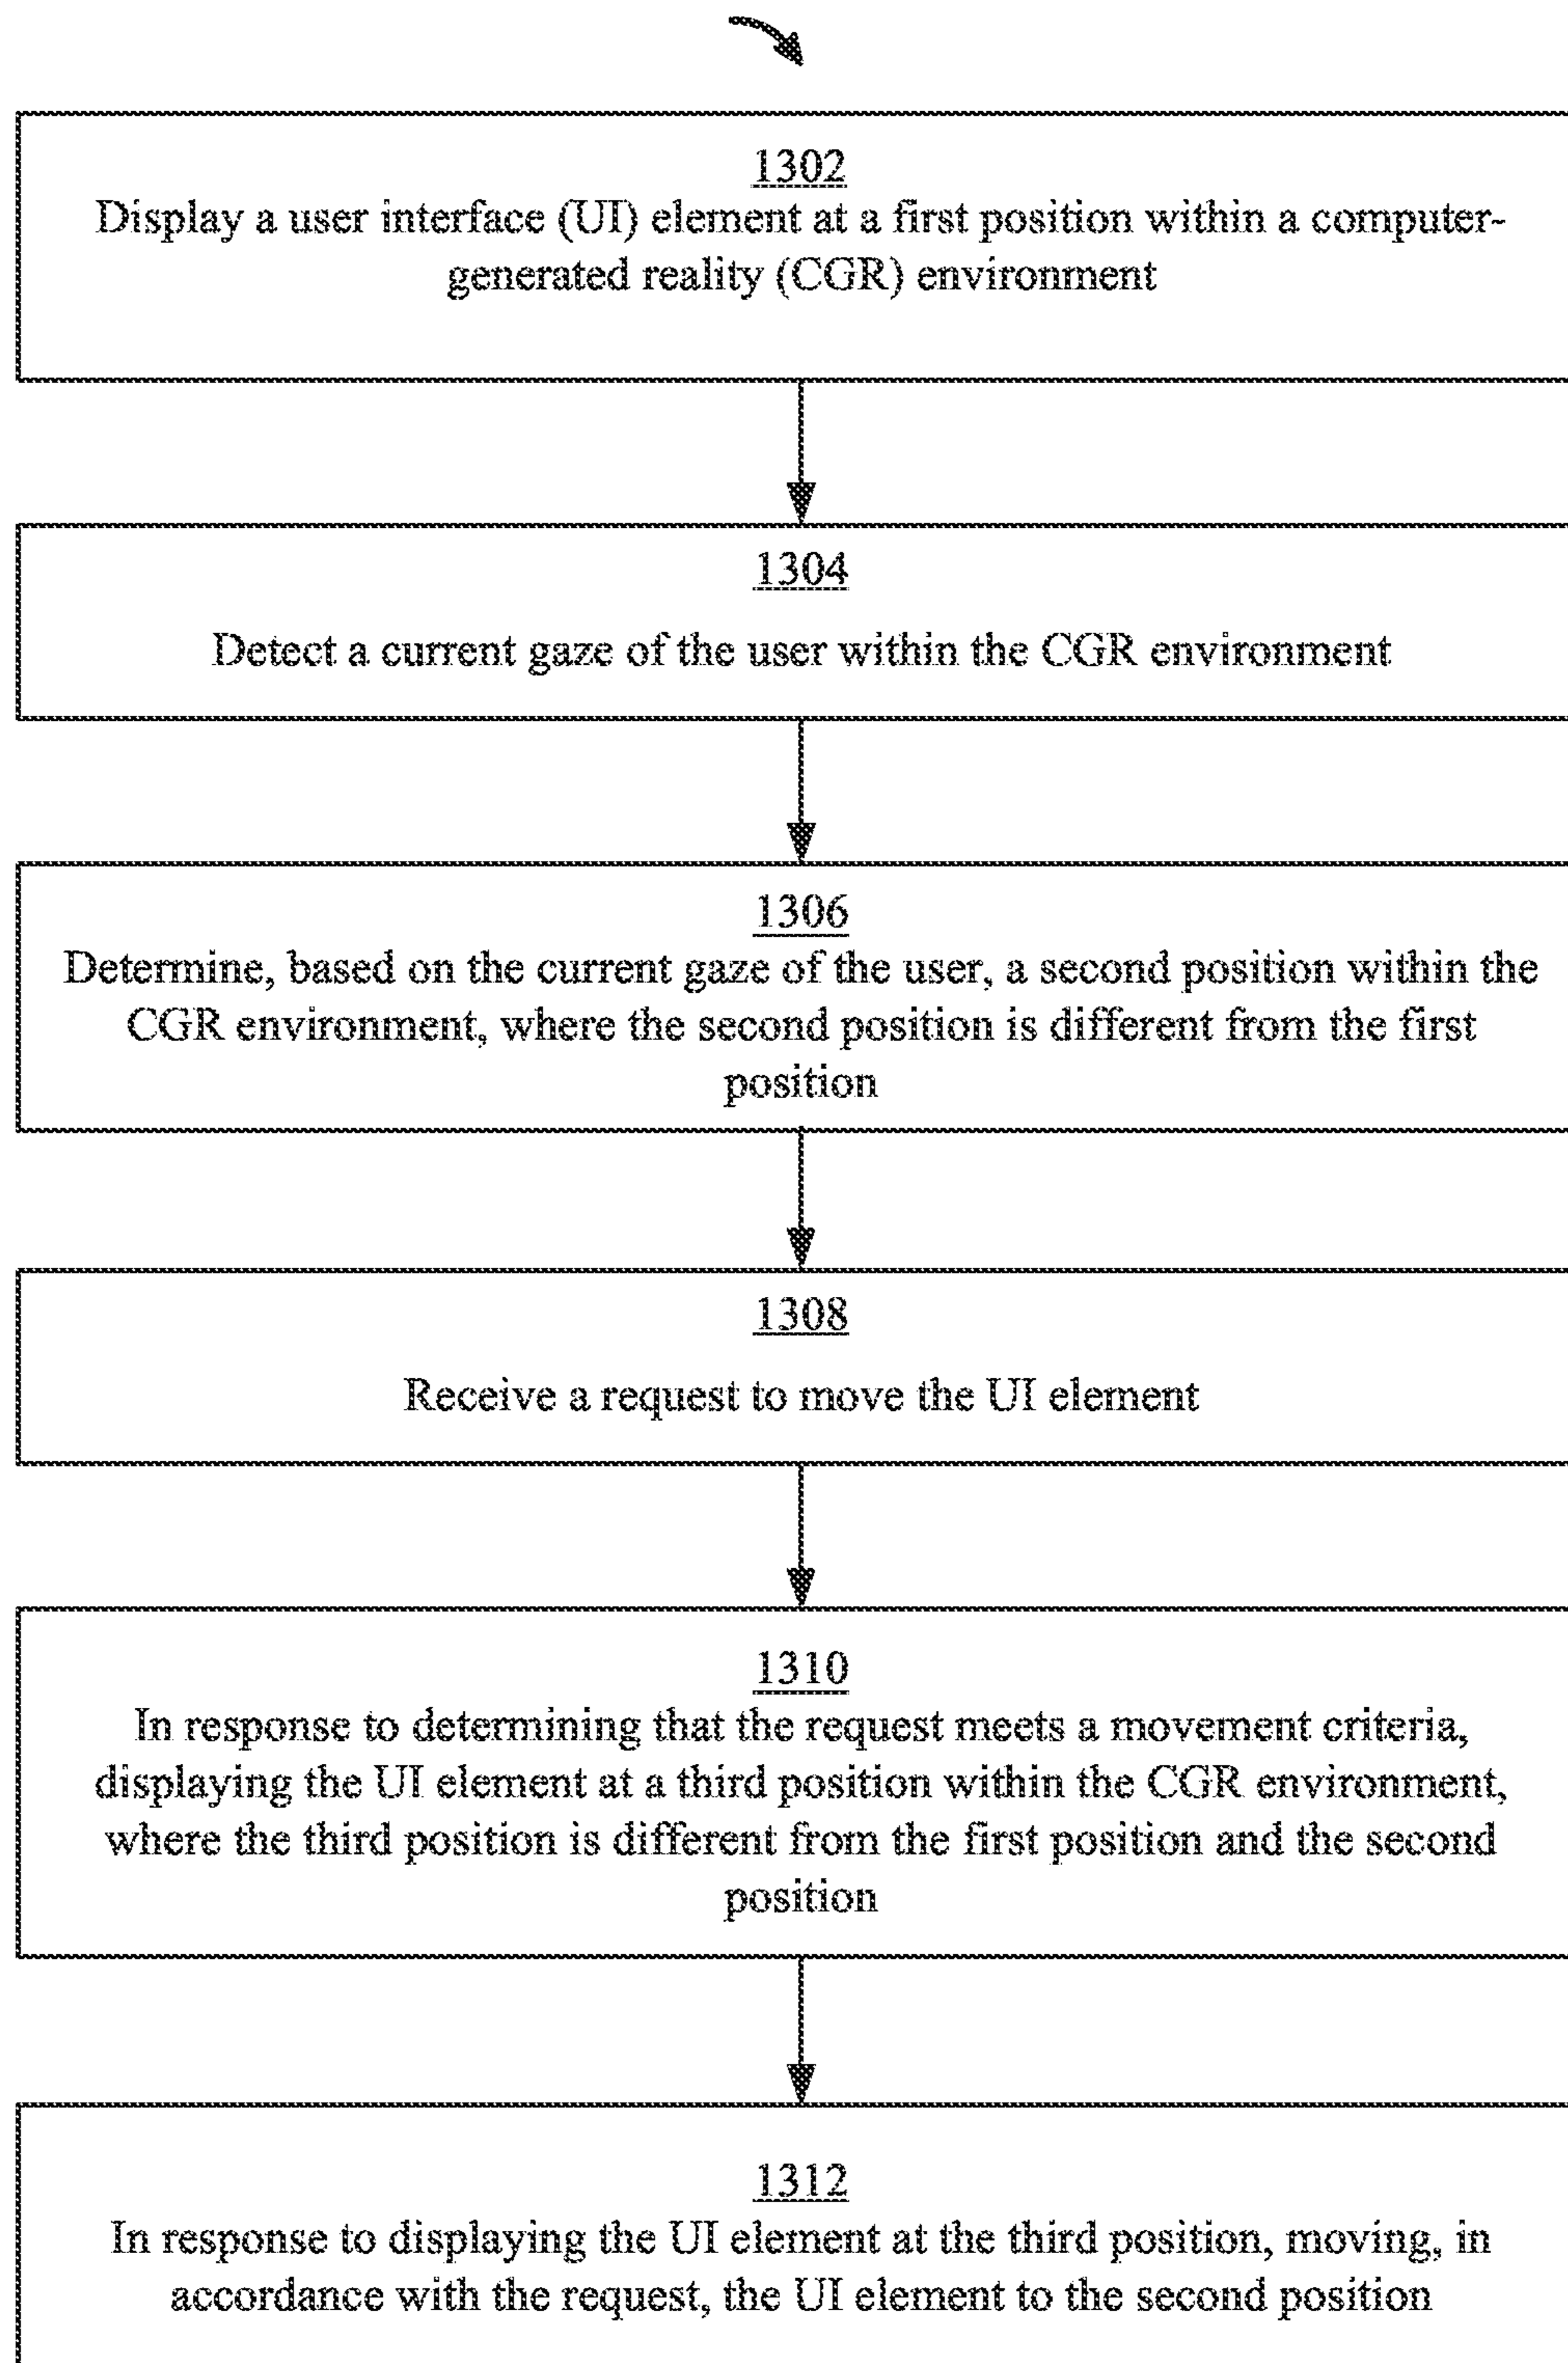 1302
Display a user interface (UI) element at a first position within a computer-
generated reality (CGR) environment
1304
Detect a current gaze of the user within the CGR environment
1306
Determine, based on the current gaze of the user, a second position within the
CGR environment, where the second position is different from the first
position
1308
Receive a request to move the UI element
1310
In response to determining that the request meets a movement criteria,
displaying the UI element at a third position within the CGR environment,
where the third position is different from the first position and the second
position
1312
In response to displaying the UI element at the third position, moving, in
accordance with the request, the UI element to the second position